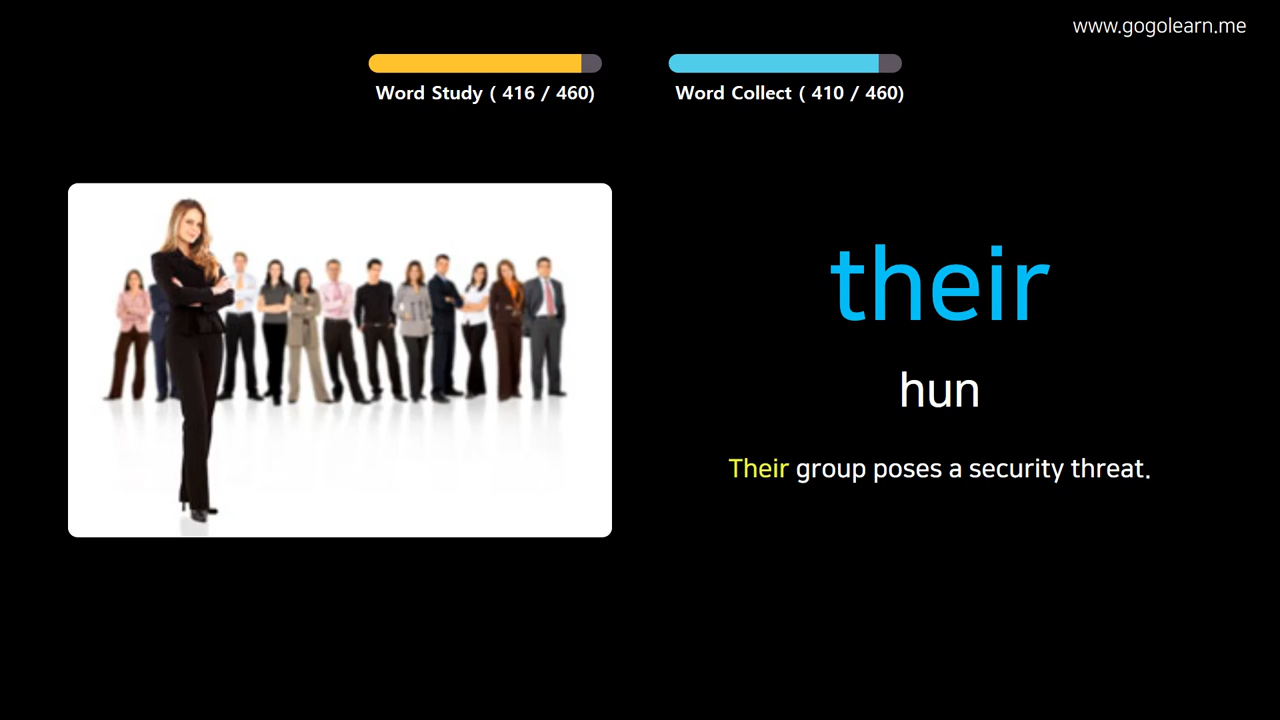 www.gogolearn.me
Word Study ( 416 / 460)
Word Collect ( 410 / 460)
their
hun
Their group poses a security threat.